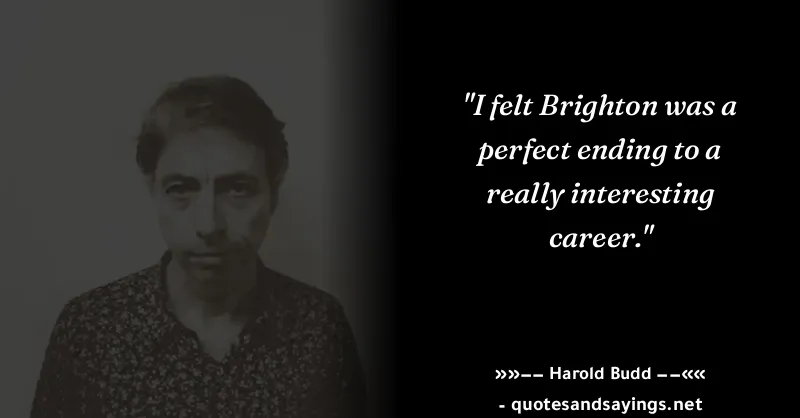 "I felt Brighton was a
perfect ending to a
really interesting
career."
»»−− Harold Budd −−««
- quotesandsayings.net